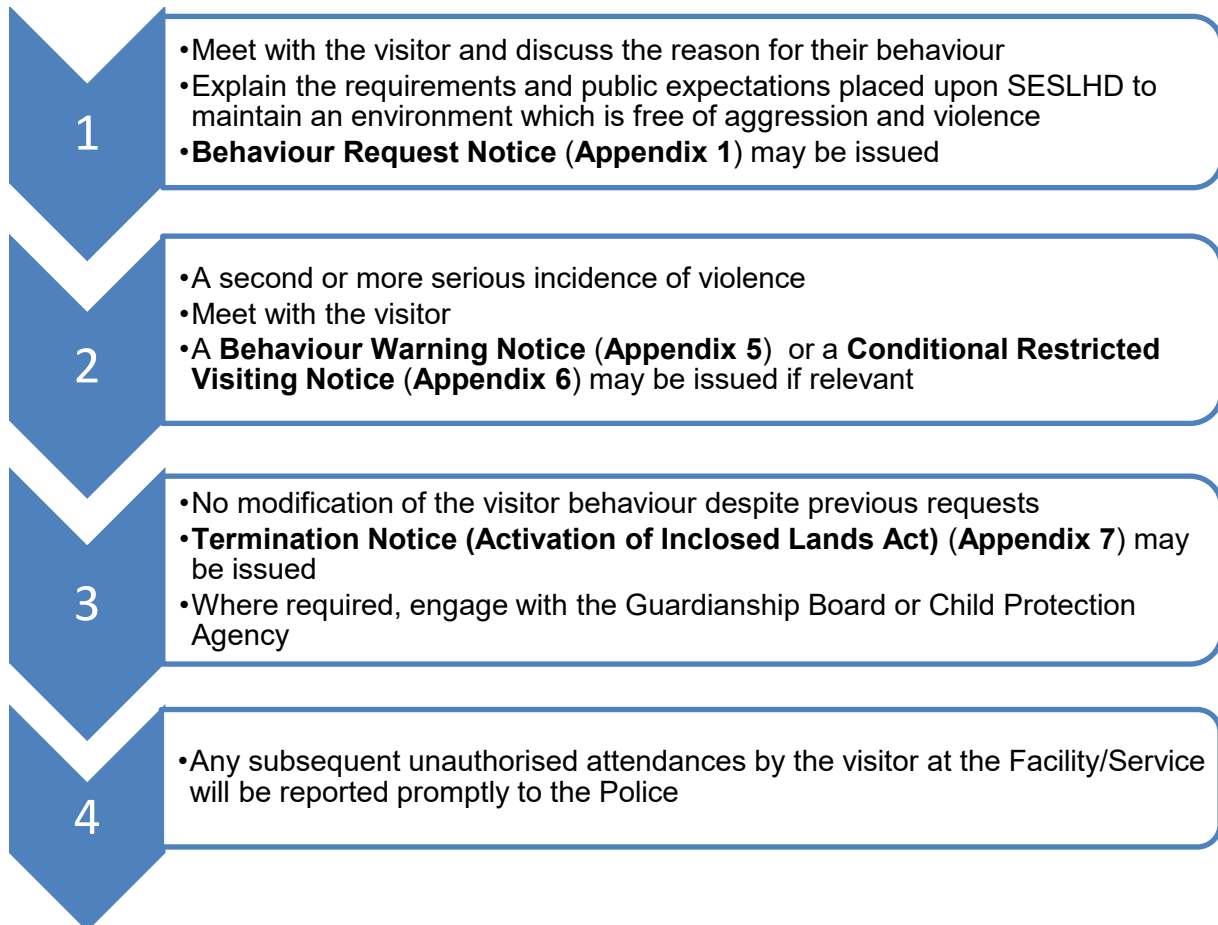 1
•Meet with the visitor and discuss the reason for their behaviour
•Explain the requirements and public expectations placed upon SESLHD to
maintain an environment which is free of aggression and violence
•Behaviour Request Notice (Appendix 1) may be issued
2
•A second or more serious incidence of violence
•Meet with the visitor
•A Behaviour Warning Notice (Appendix 5) or a Conditional Restricted
Visiting Notice (Appendix 6) may be issued if relevant
3
•No modification of the visitor behaviour despite previous requests
•Termination Notice (Activation of Inclosed Lands Act) (Appendix 7) may
be issued
•Where required, engage with the Guardianship Board or Child Protection
Agency
4
•Any subsequent unauthorised attendances by the visitor at the Facility/Service
will be reported promptly to the Police